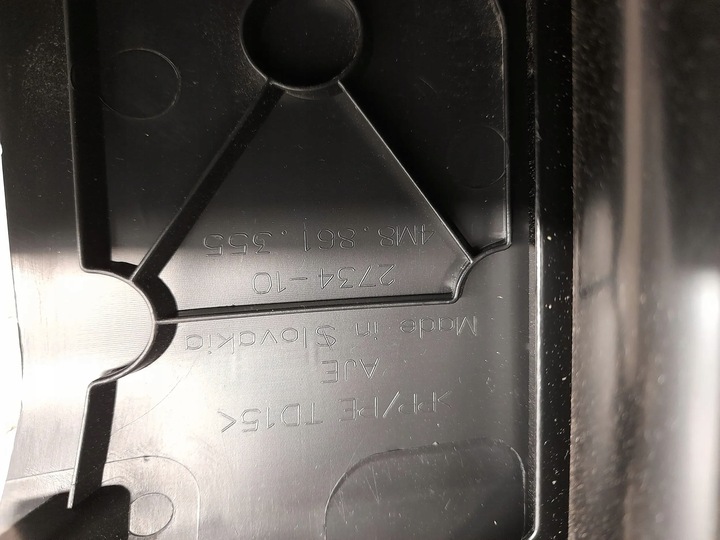 >PP/PE TD15<
AJE
Made in Slovakia
2734-10
4M8.861.355